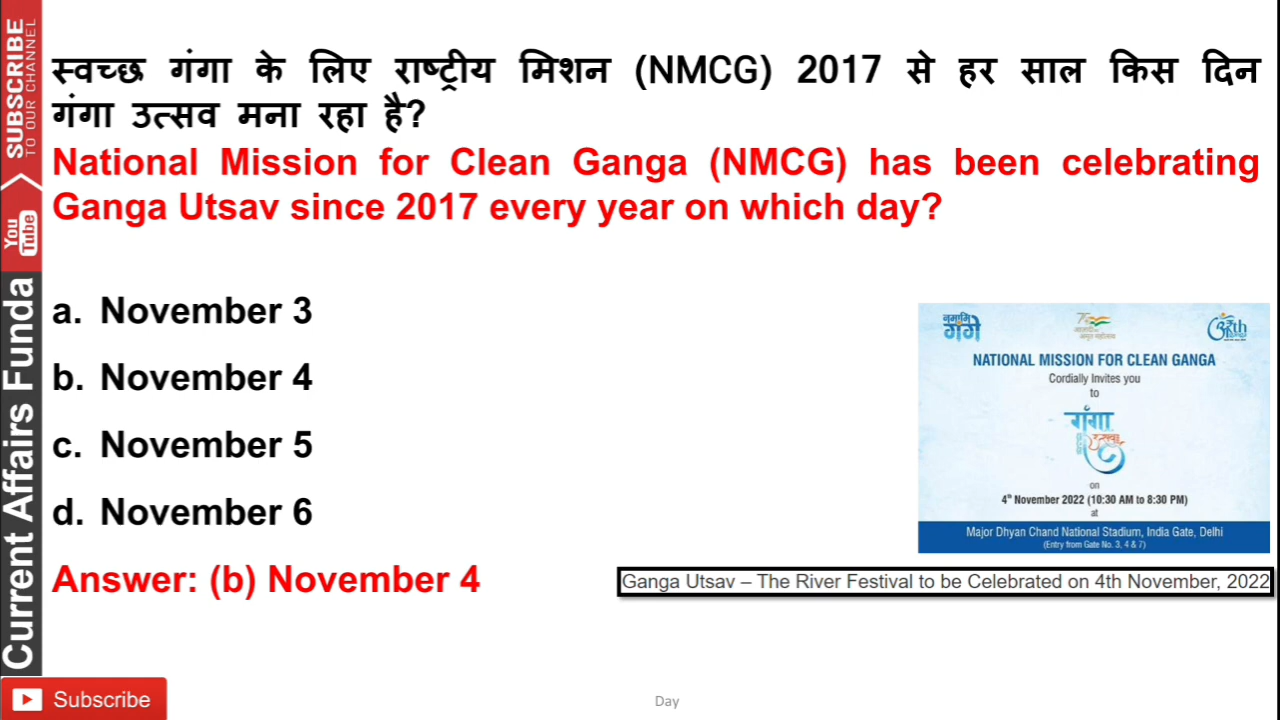 SUBSCRIBE
TO OUR CHANNEL
You
Tube
Current Affairs Funda
स्वच्छ गंगा के लिए राष्ट्रीय मिशन (NMCG) 2017 से हर साल किस दिन
गंगा उत्सव मना रहा है?
National Mission for Clean Ganga (NMCG) has been celebrating
Ganga Utsav since 2017 every year on which day?
a. November 3
b. November 4
c. November 5
d. November 6
Answer: (b) November 4
नमामि
गंगे
NATIONAL MISSION FOR CLEAN GANGA
Cordially Invites you
to
गंगा
उत्सव
on
4th November 2022 (10:30 AM to 8:30 PM)
at
Major Dhyan Chand National Stadium, India Gate, Delhi
(Entry from Gate No. 3, 4 & 7)
Ganga Utsav – The River Festival to be Celebrated on 4th November, 2022
Subscribe
Day